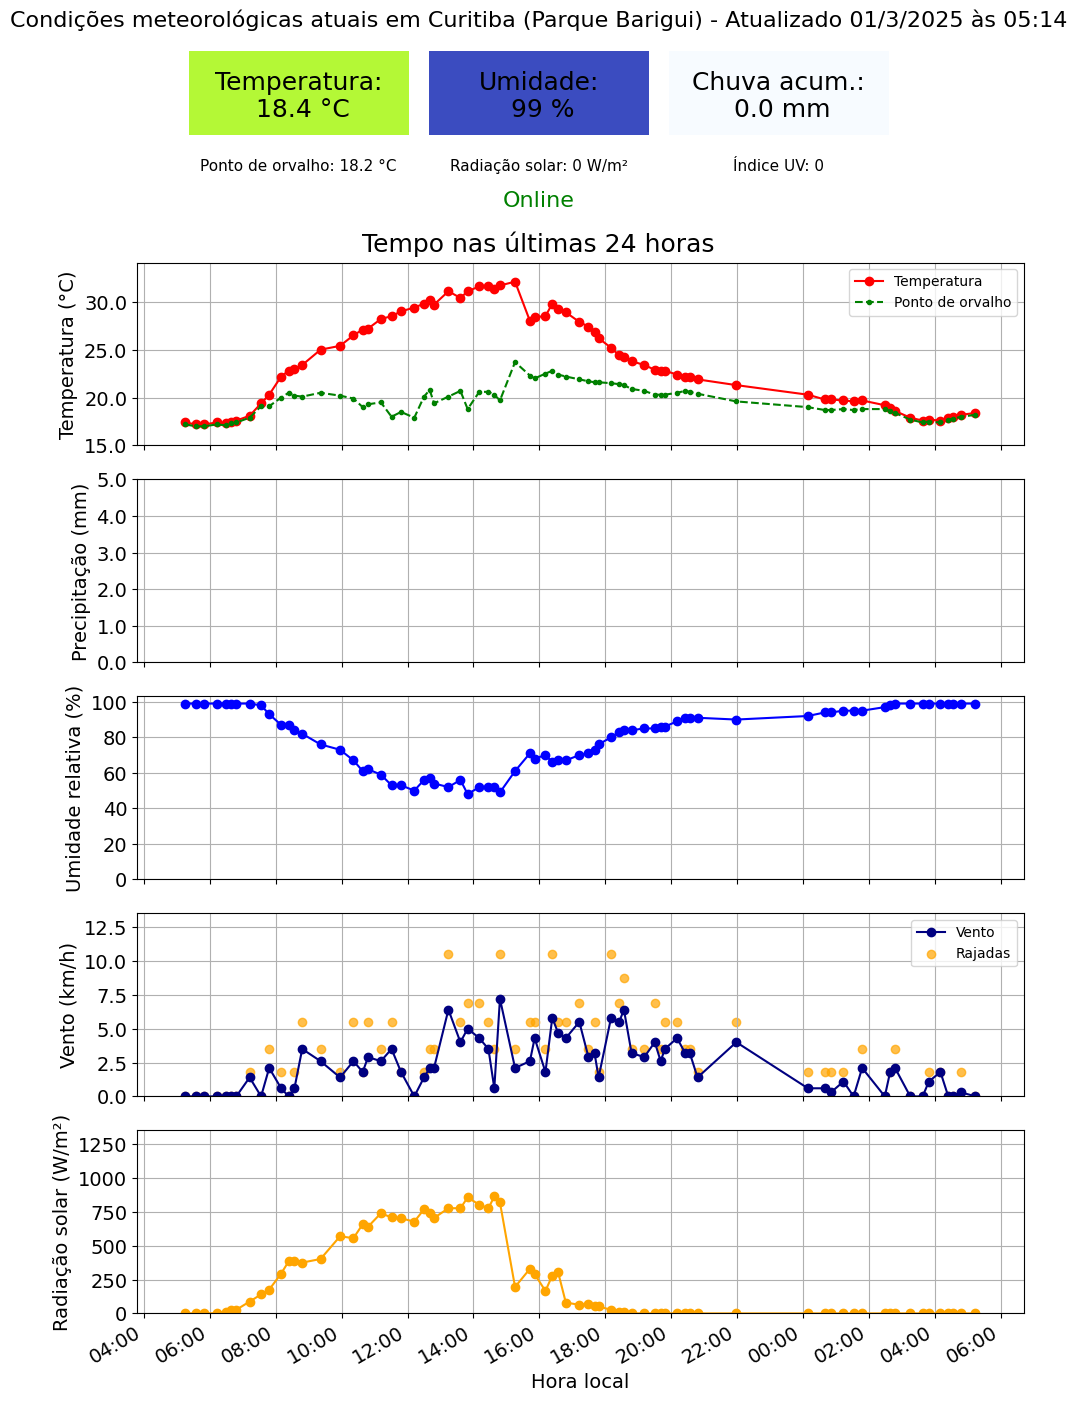 Condições meteorológicas atuais em Curitiba (Parque Barigui) - Atualizado 01/3/2025 às 05:14
Temperatura:
18.4 °C
Umidade:
99 %
Chuva acum.:
0.0 mm
Ponto de orvalho: 18.2 °C
Radiação solar: 0 W/m²
Índice UV: 0
Online
Tempo nas últimas 24 horas
Temperatura (°C)
30.0
25.0
20.0
15.0
Temperatura
Ponto de orvalho
Precipitação (mm)
5.0
4.0
3.0
2.0
1.0
0.0
Umidade relativa (%)
100
80
60
40
20
0
Vento (km/h)
12.5
10.0
7.5
5.0
2.5
0.0
Vento
Rajadas
Radiação solar (W/m²)
1250
1000
750
500
250
0
04:00
06:00
08:00
10:00
12:00
14:00
16:00
18:00
20:00
22:00
00:00
02:00
04:00
06:00
Hora local